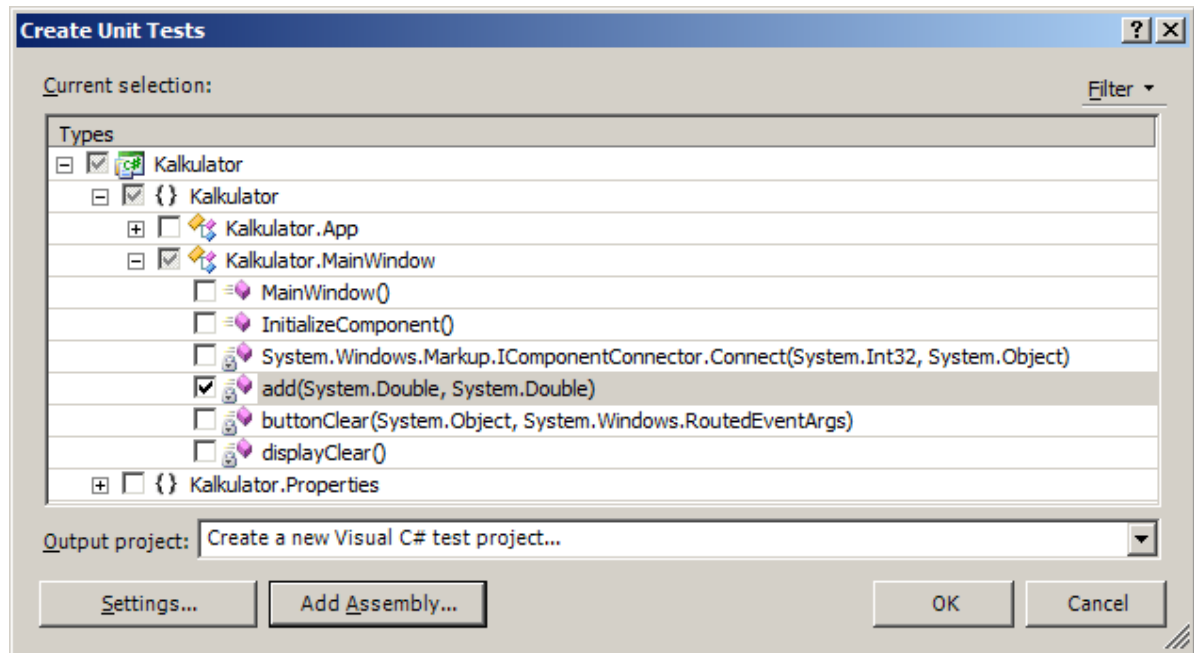 Create Unit Tests
Current selection:
Filter
Types
C# Kalkulator
{} Kalkulator
Kalkulator.App
Kalkulator.MainWindow
MainWindow()
InitializeComponent()
System.Windows.Markup.IComponentConnector.Connect(System.Int32, System.Object)
add(System.Double, System.Double)
buttonClear(System.Object, System.Windows.RoutedEventArgs)
displayClear()
{} Kalkulator.Properties
Output project: Create a new Visual C# test project...
Settings... Add Assembly... OK Cancel